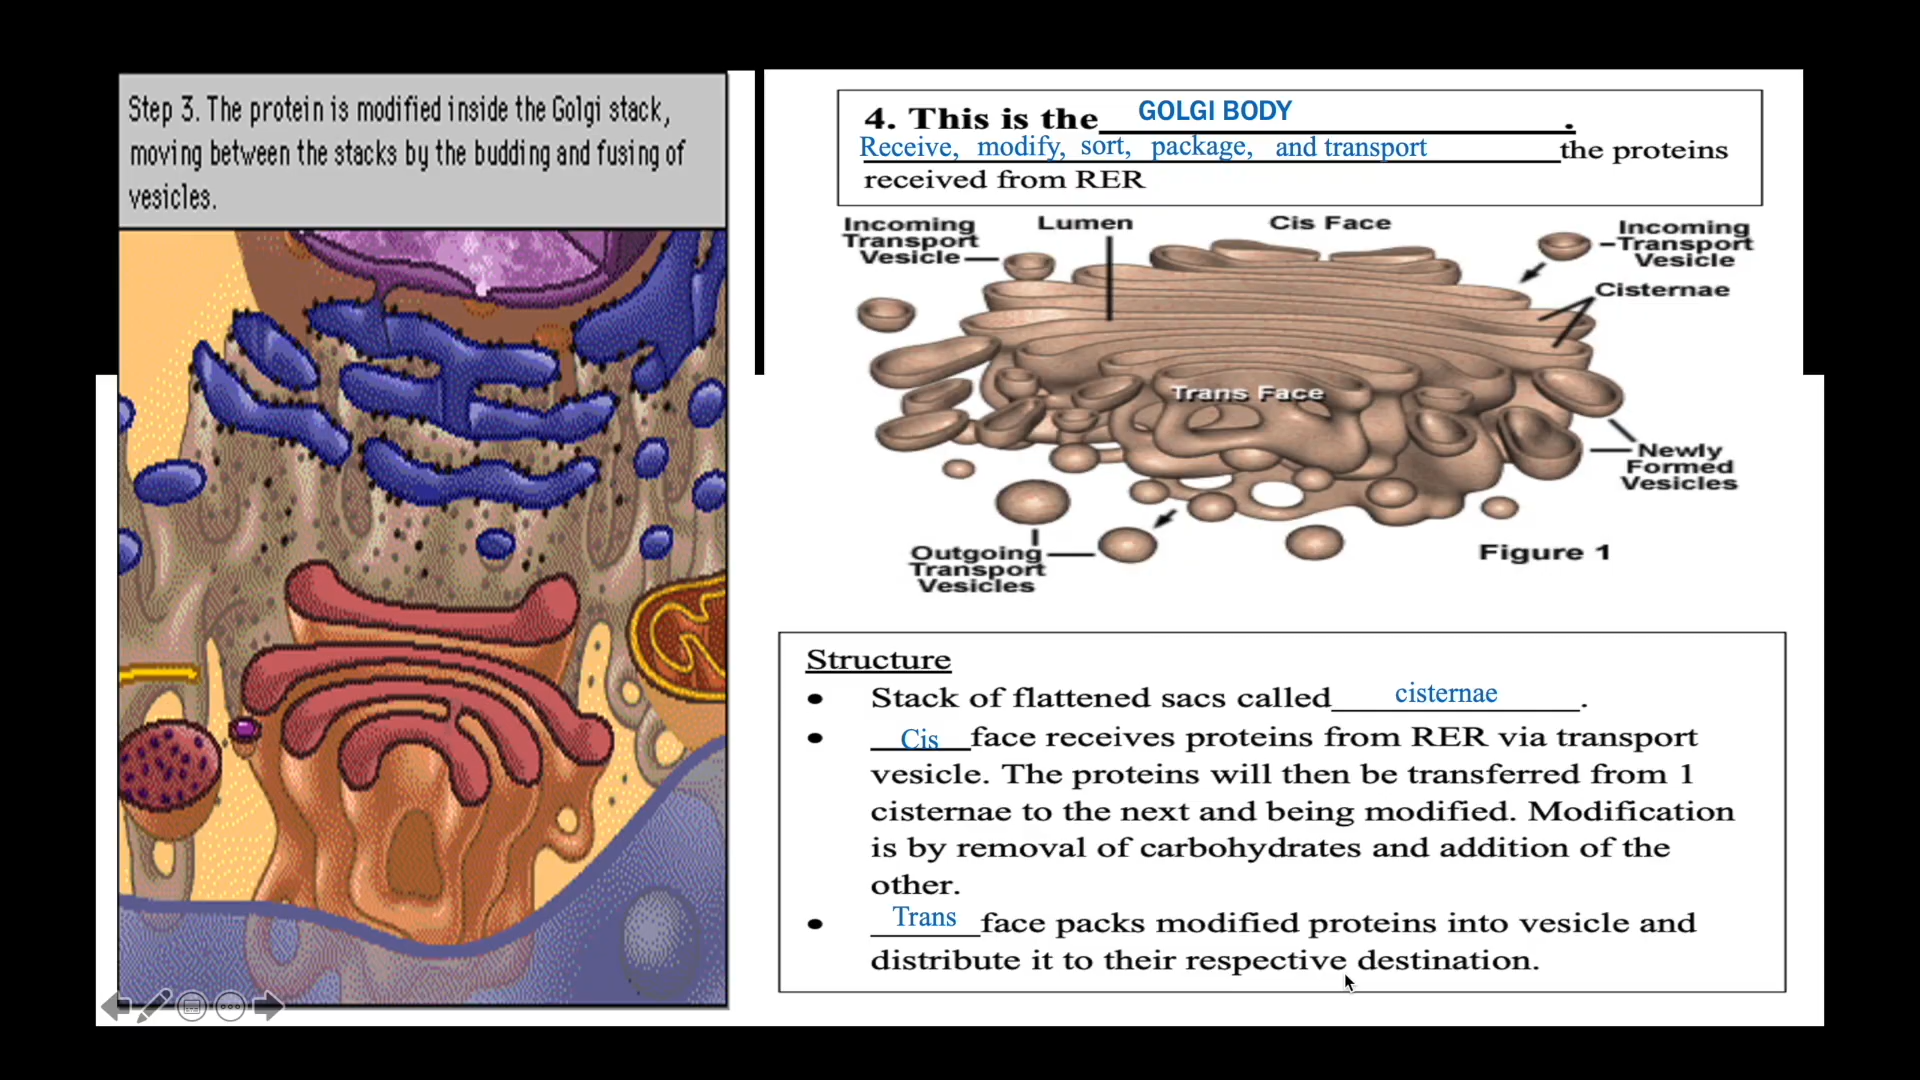 Step 3. The protein is modified inside the Golgi stack,
moving between the stacks by the budding and fusing of
vesicles.
4. This is the GOLGI BODY.
Receive, modify, sort, package, and transport the proteins
received from RER
Incoming
Transport
Vesicle
Lumen
Cis Face
Incoming
Transport
Vesicle
Cisternae
Trans Face
Newly
Formed
Vesicles
Outgoing
Transport
Vesicles
Figure 1
Structure
• Stack of flattened sacs called cisternae.
• Cis face receives proteins from RER via transport
vesicle. The proteins will then be transferred from 1
cisternae to the next and being modified. Modification
is by removal of carbohydrates and addition of the
other.
• Trans face packs modified proteins into vesicle and
distribute it to their respective destination.